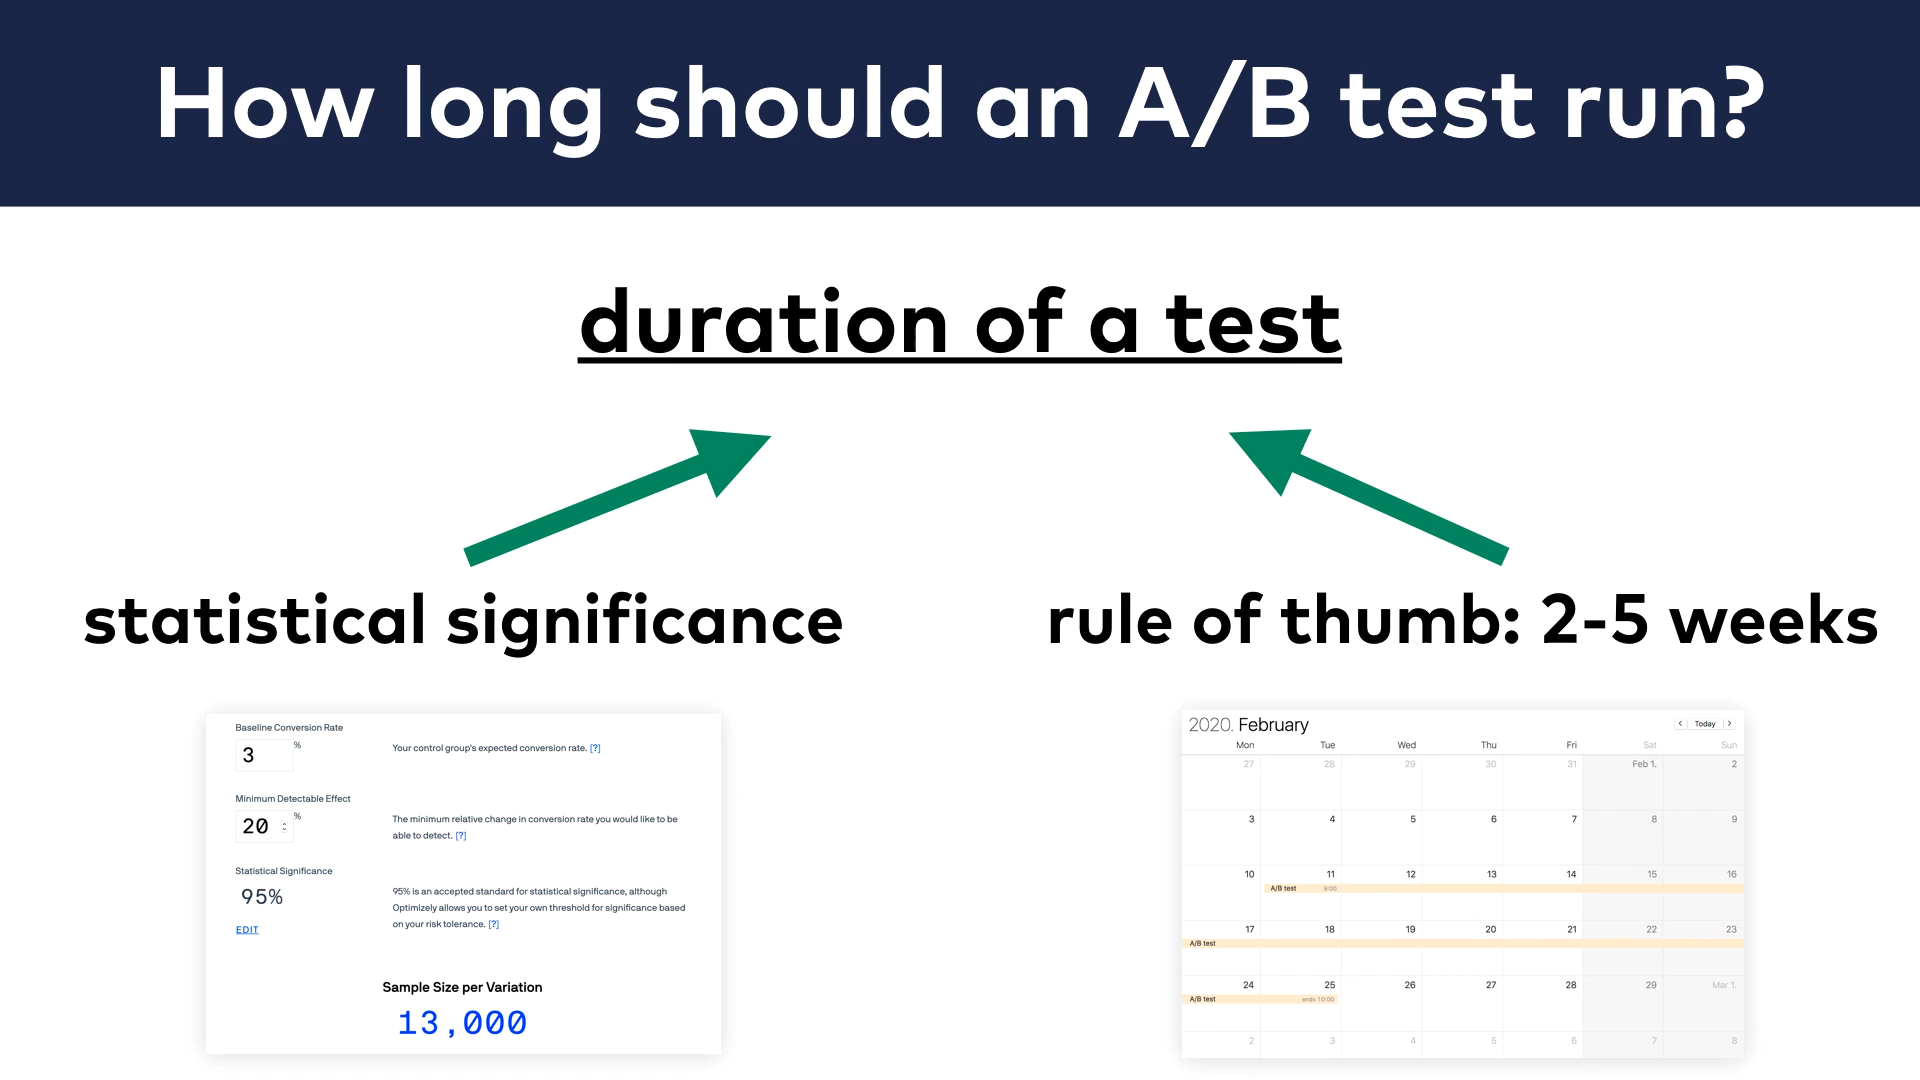 How long should an A/B test run?
duration of a test
statistical significance
rule of thumb: 2-5 weeks
Baseline Conversion Rate
3 %
Your control group's expected conversion rate. [?]
Minimum Detectable Effect
20 %
The minimum relative change in conversion rate you would like to be
able to detect. [?]
Statistical Significance
95%
95% is an accepted standard for statistical significance, although
Optimizely allows you to set your own threshold for significance based
on your risk tolerance. [?]
EDIT
Sample Size per Variation
13,000
2020. February
< Today >
Mon Tue Wed Thu Fri Sat Sun
27 28 29 30 31 Feb 1. 2
3 4 5 6 7 8 9
10 11 12 13 14 15 16
A/B test 9:00
17 18 19 20 21 22 23
A/B test
24 25 26 27 28 29 Mar 1.
A/B test ends 10:00
2 3 4 5 6 7 8